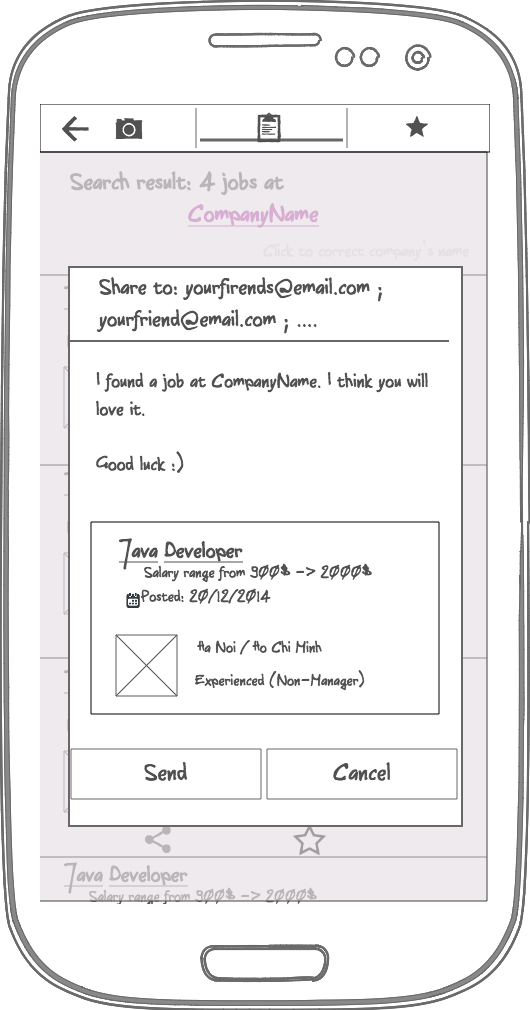 Search result: 4 jobs at
CompanyName
Click to correct company's name
Share to: yourfirends@email.com ;
yourfriend@email.com ; ....
I found a job at CompanyName. I think you will
love it.
Good luck :)
Java Developer
Salary range from 900$ -> 2000$
Posted: 20/12/2014
Ha Noi / Ho Chi Minh
Experienced (Non-Manager)
Send
Cancel
Java Developer
Salary range from 900$ -> 2000$